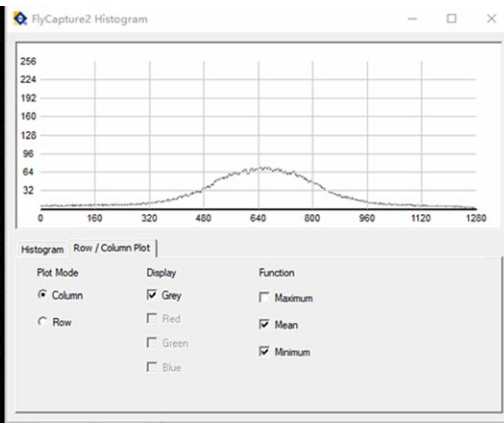 FlyCapture2 Histogram
256
224
192
160
128
96
64
32
0 160 320 480 640 800 960 1120 1280
Histogram Row / Column Plot
Plot Mode Display Function
Column Grey Maximum
Row Red Mean
Green Minimum
Blue